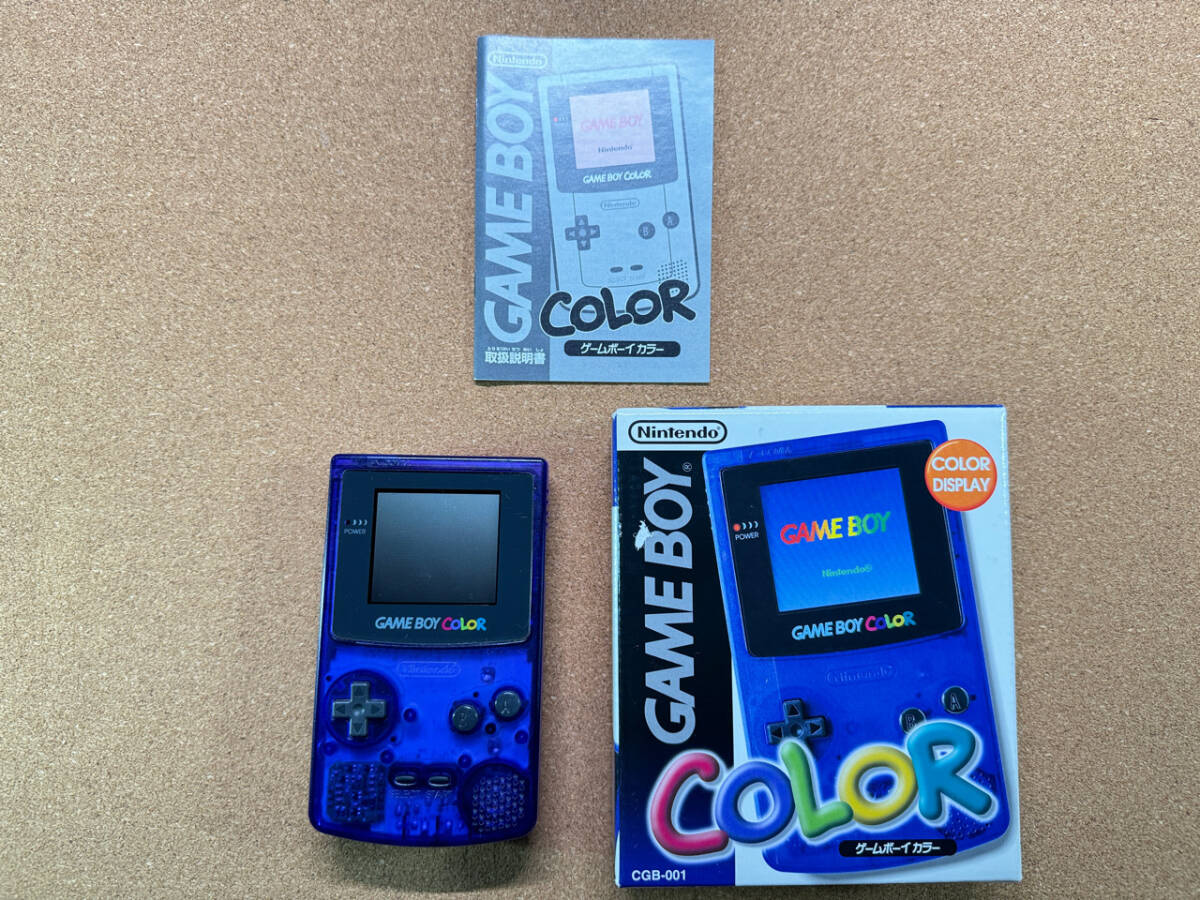 Nintendo
GAME BOY
GAME BOY
Nintendo
GAME BOY COLOR
Nintendo
B A
COLOR
ゲームボーイ カラー
取扱説明書
POWER
GAME BOY COLOR
Nintendo
B A
Nintendo
GAME BOY®
COLOR
DISPLAY
POWER
GAME BOY
Nintendo®
GAME BOY COLOR
Nintendo
B A
COLOR
ゲームボーイ カラー
CGB-001